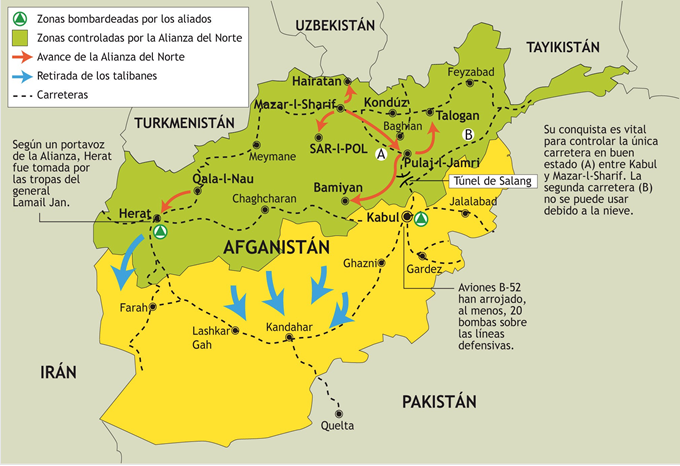 Zonas bombardeadas por los aliados
Zonas controladas por la Alianza del Norte
Avance de la Alianza del Norte
Retirada de los talibanes
Carreteras
UZBEKISTÁN
TAYIKISTÁN
TURKMENISTÁN
Hairatan
Feyzabad
Mazar-I-Sharif
Kondúz
Talogan
Baghlan
SAR-I-POL
A
B
Pulaj-I-Jamri
Meymane
Según un portavoz
de la Alianza, Herat
fue tomada por
las tropas del
general
Lamail Jan.
Su conquista es vital
para controlar la única
carretera en buen
estado (A) entre Kabul
y Mazar-I-Sharif. La
segunda carretera (B)
no se puede usar
debido a la nieve.
Qala-I-Nau
Bamiyan
Túnel de Salang
Herat
Chaghcharan
Kabul
Jalalabad
AFGANISTÁN
Ghazni
Gardez
Aviones B-52
han arrojado,
al menos, 20
bombas sobre
las líneas
defensivas.
Farah
Lashkar
Gah
Kandahar
IRÁN
PAKISTÁN
Quelta